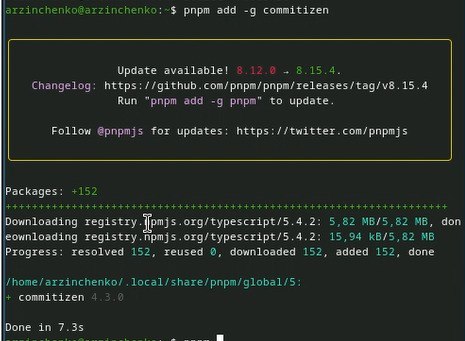 arzinchenko@arzinchenko:~$ pnpm add -g commitizen
Update available! 8.12.0 → 8.15.4.
Changelog: https://github.com/pnpm/pnpm/releases/tag/v8.15.4
Run "pnpm add -g pnpm" to update.
Follow @pnpmjs for updates: https://twitter.com/pnpmjs
Packages: +152
++++++++++++++++++++++++++++++++++++++++++++++++++++++++++
Downloading registry.npmjs.org/typescript/5.4.2: 5,82 MB/5,82 MB, don
eownloading registry.npmjs.org/typescript/5.4.2: 15,94 kB/5,82 MB
Progress: resolved 152, reused 0, downloaded 152, added 152, done
/home/arzinchenko/.local/share/pnpm/global/5:
+ commitizen 4.3.0
Done in 7.3s
arzinchenko@arzinchenko:~$ pnpm